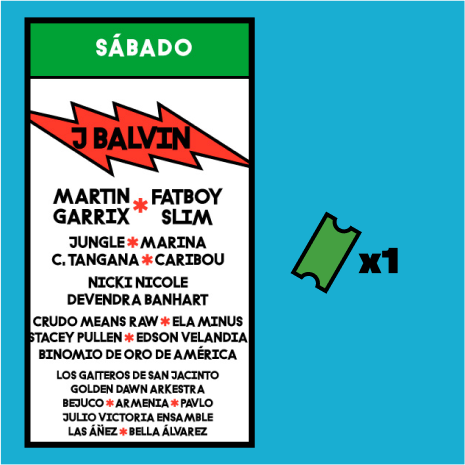 SÁBADO
J BALVIN
MARTIN GARRIX * FATBOY SLIM
JUNGLE * MARINA
C. TANGANA * CARIBOU
NICKI NICOLE
DEVENDRA BANHART
CRUDO MEANS RAW * ELA MINUS
STACEY PULLEN * EDSON VELANDIA
BINOMIO DE ORO DE AMÉRICA
LOS GAITEROS DE SAN JACINTO
GOLDEN DAWN ARKESTRA
BEJUCO * ARMENIA * PAVLO
JULIO VICTORIA ENSAMBLE
LAS ÁÑEZ * BELLA ÁLVAREZ
x1